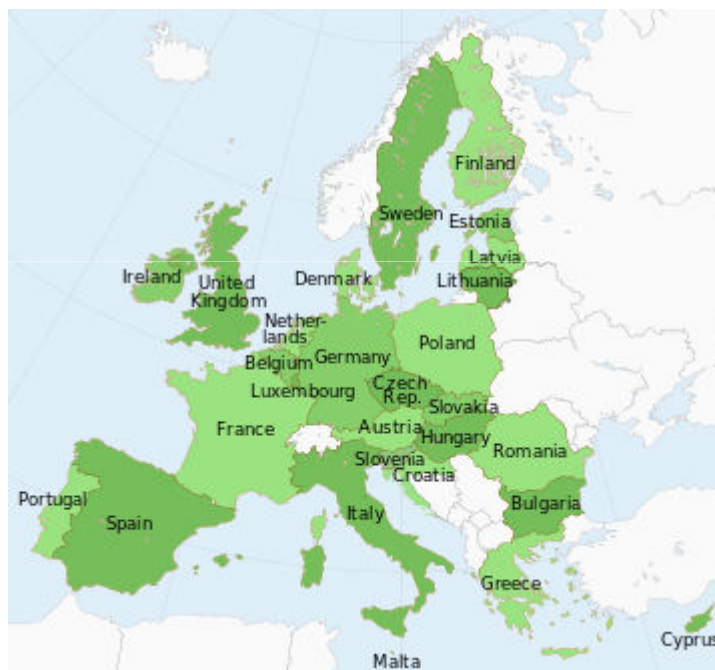 Finland
Sweden
Estonia
Latvia
Lithuania
Ireland
United
Kingdom
Denmark
Nether-
lands
Belgium
Germany
Poland
Luxembourg
Czech
Rep.
Slovakia
France
Austria
Hungary
Slovenia
Romania
Croatia
Portugal
Spain
Italy
Bulgaria
Greece
Malta
Cyprus